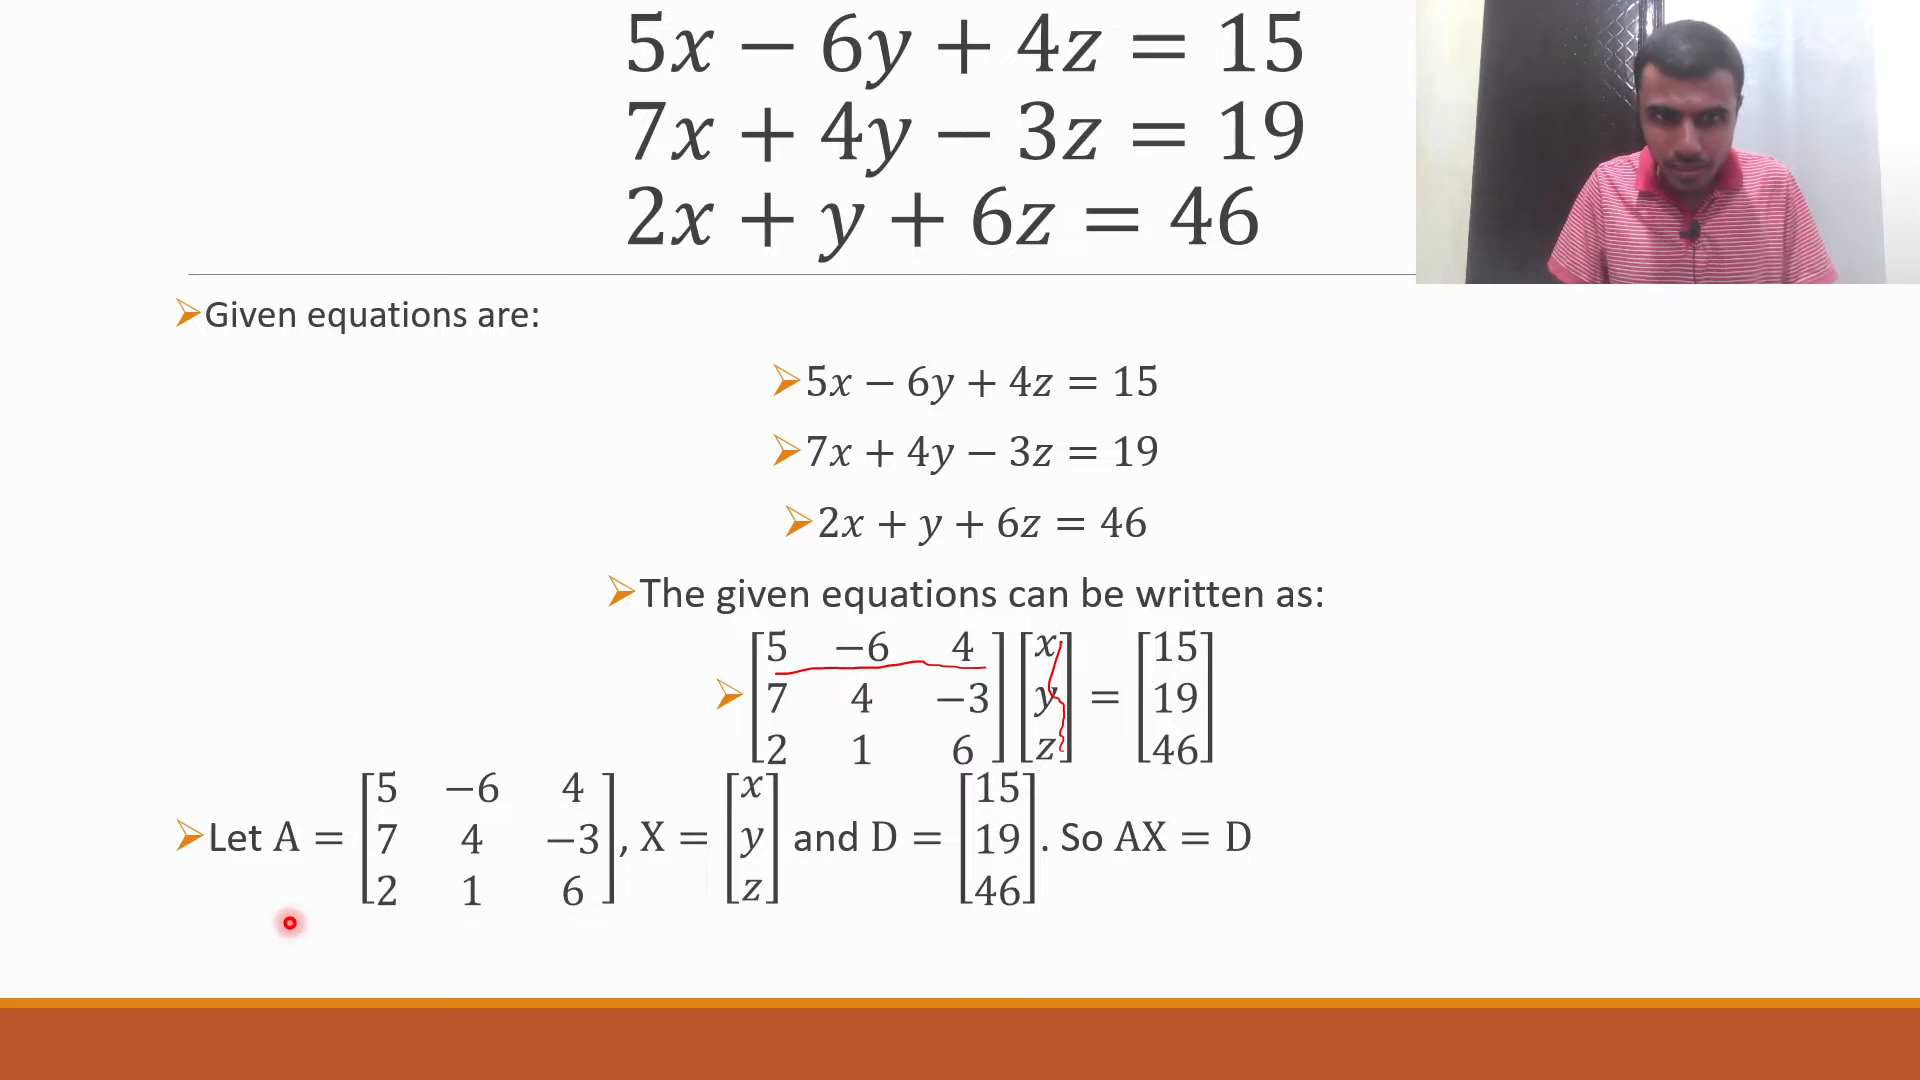 5x − 6y + 4z = 15
7x + 4y − 3z = 19
2x + y + 6z = 46
➢Given equations are:
➢5x − 6y + 4z = 15
➢7x + 4y − 3z = 19
➢2x + y + 6z = 46
➢The given equations can be written as:
➢[5 −6 4; 7 4 −3; 2 1 6] [x; y; z] = [15; 19; 46]
➢Let A = [5 −6 4; 7 4 −3; 2 1 6], X = [x; y; z] and D = [15; 19; 46]. So AX = D